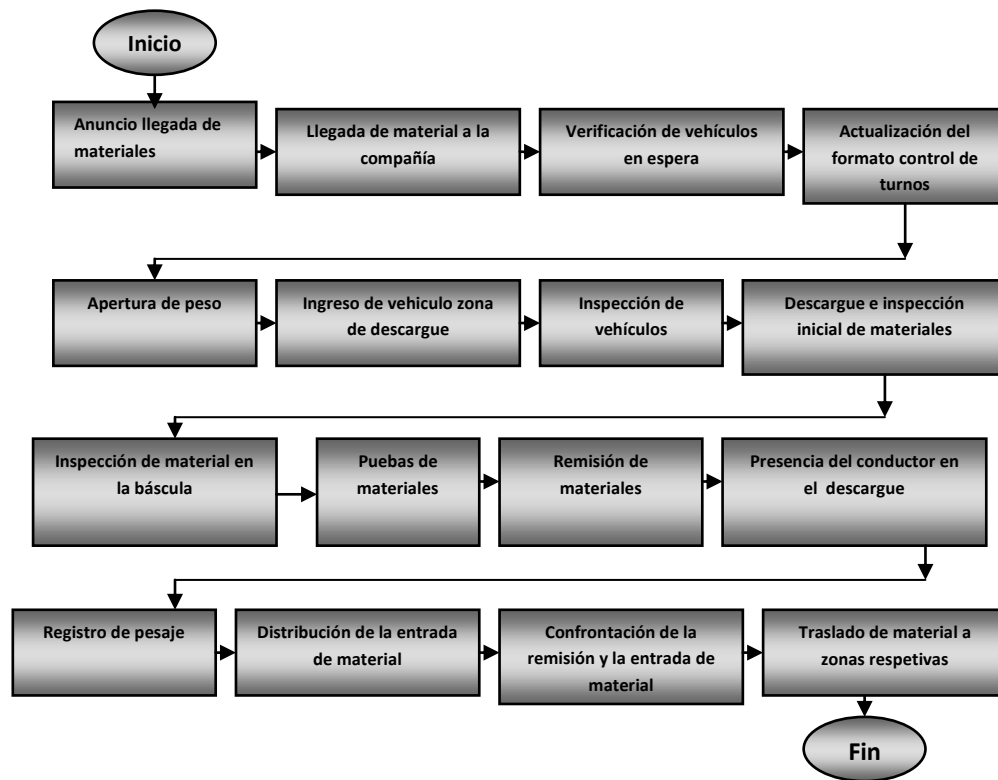 Inicio
Anuncio llegada de
materiales
Llegada de material a la
compañía
Verificación de vehículos
en espera
Actualización del
formato control de
turnos
Apertura de peso
Ingreso de vehiculo zona
de descargue
Inspección de
vehículos
Descargue e inspección
inicial de materiales
Inspección de material en
la báscula
Puebas de
materiales
Remisión de
materiales
Presencia del conductor en
el descargue
Registro de pesaje
Distribución de la entrada
de material
Confrontación de la
remisión y la entrada de
material
Traslado de material a
zonas respetivas
Fin